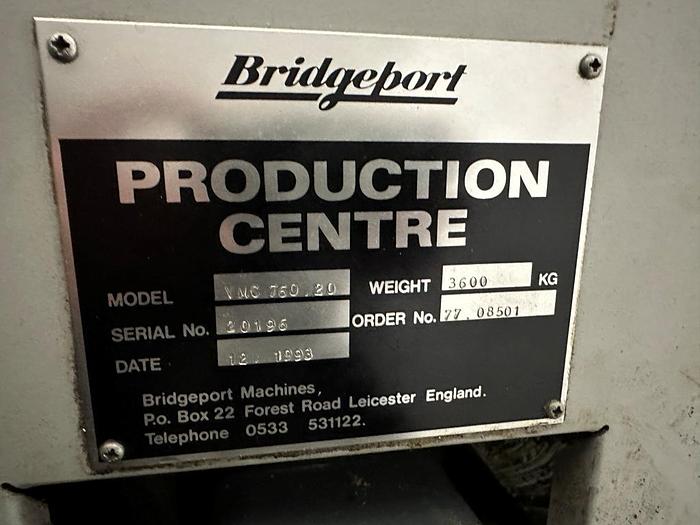 Bridgeport
PRODUCTION
CENTRE
MODEL VMC 760.20 WEIGHT 3600 KG
SERIAL No. 20196 ORDER No. 77.08501
DATE 12. 1993
Bridgeport Machines,
P.o. Box 22 Forest Road Leicester England.
Telephone 0533 531122.